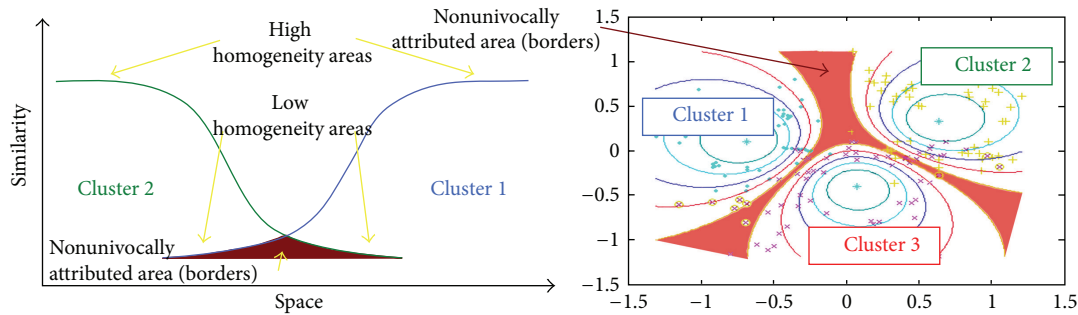 High
homogeneity areas
Low
homogeneity areas
Similarity
Cluster 2
Cluster 1
Nonunivocally
attributed area (borders)
Space
Nonunivocally
attributed area (borders)
1.5
1
0.5
0
−0.5
−1
−1.5
−1.5
−1
−0.5
0
0.5
1
1.5
Cluster 1
Cluster 2
Cluster 3